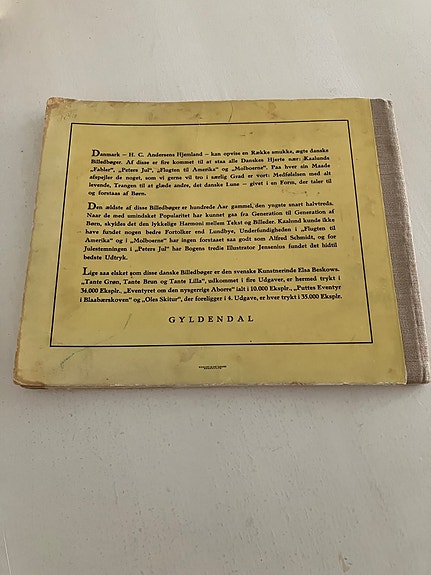 Danmark — H. C. Andersens Hjemland — kan opvise en Række smukke, ægte danske
Billedbøger. Af disse er fire kommet til at staa alle Danskes Hjerte nær: Kaalunds
"Fabler", "Peters Jul", "Flugten til Amerika" og "Molboerne". Paa hver sin Maade
afspejler de noget, som vi gerne vil tro i særlig Grad er vort: Medfølelsen med alt
levende, Trangen til at glæde andre, det danske Lune — givet i en Form, der taler til
og forstaas af Børn.
Den ældste af disse Billedbøger er hundrede Aar gammel, den yngste snart halvtreds.
Naar de med umindsket Popularitet har kunnet gaa fra Generation til Generation af
Børn, skyldes det den lykkelige Harmoni mellem Tekst og Billeder. Kaalund kunde ikke
have fundet nogen bedre Fortolker end Lundbye, Underfundigheden i "Flugten til
Amerika" og i "Molboerne" har ingen forstaaet saa godt som Alfred Schmidt, og for
Julestemningen i "Peters Jul" har Bogens tredie Illustrator Jensenius fundet det hidtil
bedste Udtryk.
Lige saa elsket som disse danske Billedbøger er den svenske Kunstnerinde Elsa Beskows.
"Tante Grøn, Tante Brun og Tante Lilla", udkommet i fire Udgaver, er hermed trykt i
34.000 Eksplr., "Eventyret om den nysgerrige Aborre" ialt i 10.000 Eksplr., "Puttes Eventyr
i Blaabærskoven" og "Oles Skitur", der foreligger i 4. Udgave, er hver trykt i 35.000 Eksplr.
GYLDENDAL